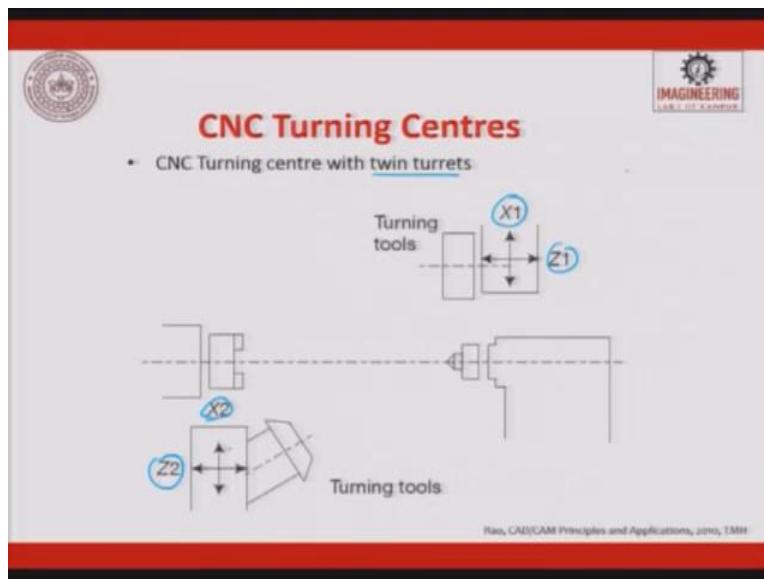 IMAGINEERING
CNC Turning Centres
• CNC Turning centre with twin turrets
X1
Turning
tools
Z1
X2
Z2
Turning tools
Rao, CAD/CAM Principles and Applications, 2010, TMH